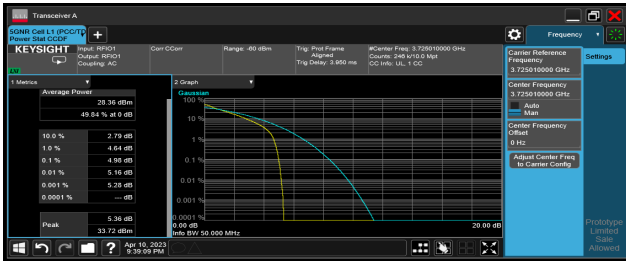 Transceiver A
5GNR Cell L1 (PCC/TD
Power Stat CCDF
KEYSIGHT
Input: RFIO1
Output: RFIO1
Coupling: AC
Corr CCorr
Range: -60 dBm
Trig: Prot Frame
Aligned
Trig Delay: 3.950 ms
#Center Freq: 3.725010000 GHz
Counts: 246 k/10.0 Mpt
CC Info: UL, 1 CC
1 Metrics
Average Power
28.36 dBm
49.84 % at 0 dB
10.0 % 2.79 dB
1.0 % 4.64 dB
0.1 % 4.98 dB
0.01 % 5.16 dB
0.001 % 5.28 dB
0.0001 % --- dB
Peak
5.36 dB
33.72 dBm
2 Graph
Gaussian
100 %
10 %
1 %
0.1 %
0.01 %
0.001 %
0.0001 %
0.00 dB
20.00 dB
Info BW 50.000 MHz
Frequency
Settings
Carrier Reference
Frequency
3.725010000 GHz
Center Frequency
3.725010000 GHz
Auto
Man
Center Frequency
Offset
0 Hz
Adjust Center Freq
to Carrier Config
Prototype
Limited
Sale
Allowed
Apr 10, 2023
9:39:09 PM